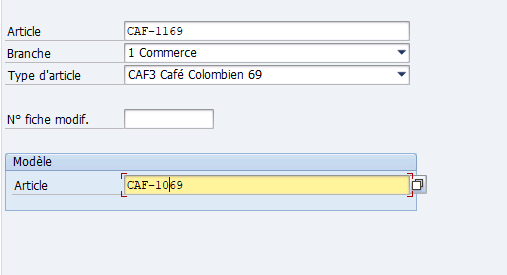 Article CAF-1169
Branche 1 Commerce
Type d'article CAF3 Café Colombien 69
N° fiche modif.
Modèle
Article CAF-1069